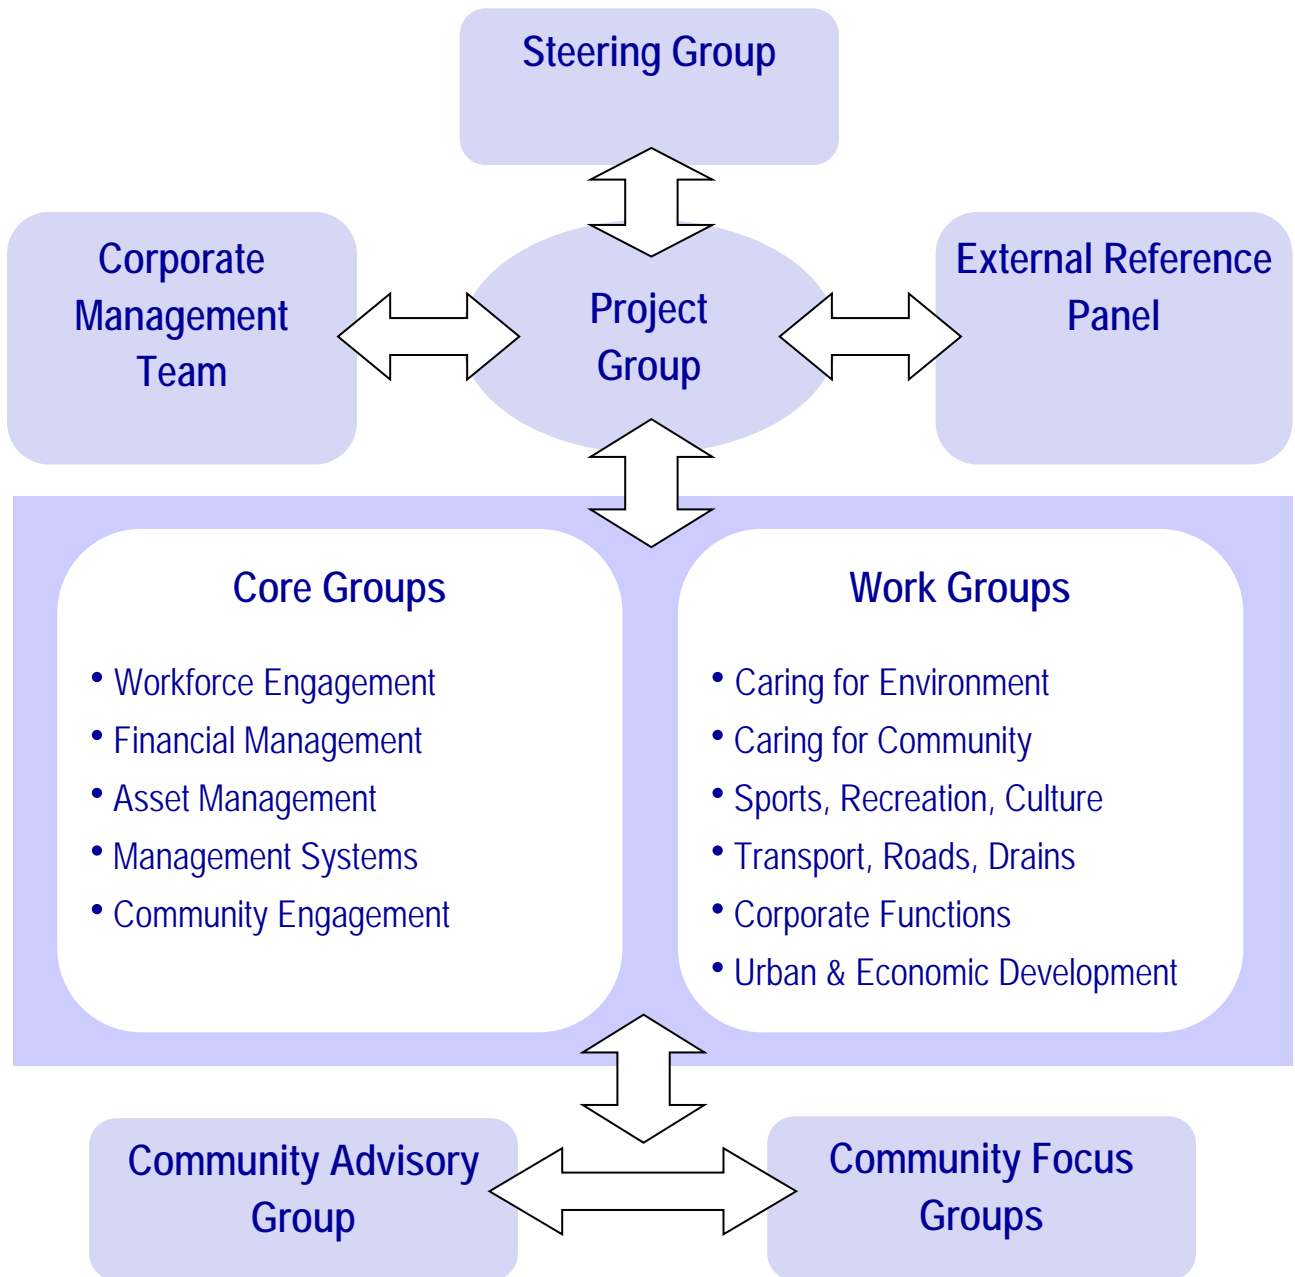 Steering Group
Corporate
Management
Team
Project
Group
External Reference
Panel
Core Groups
• Workforce Engagement
• Financial Management
• Asset Management
• Management Systems
• Community Engagement
Work Groups
• Caring for Environment
• Caring for Community
• Sports, Recreation, Culture
• Transport, Roads, Drains
• Corporate Functions
• Urban & Economic Development
Community Advisory
Group
Community Focus
Groups